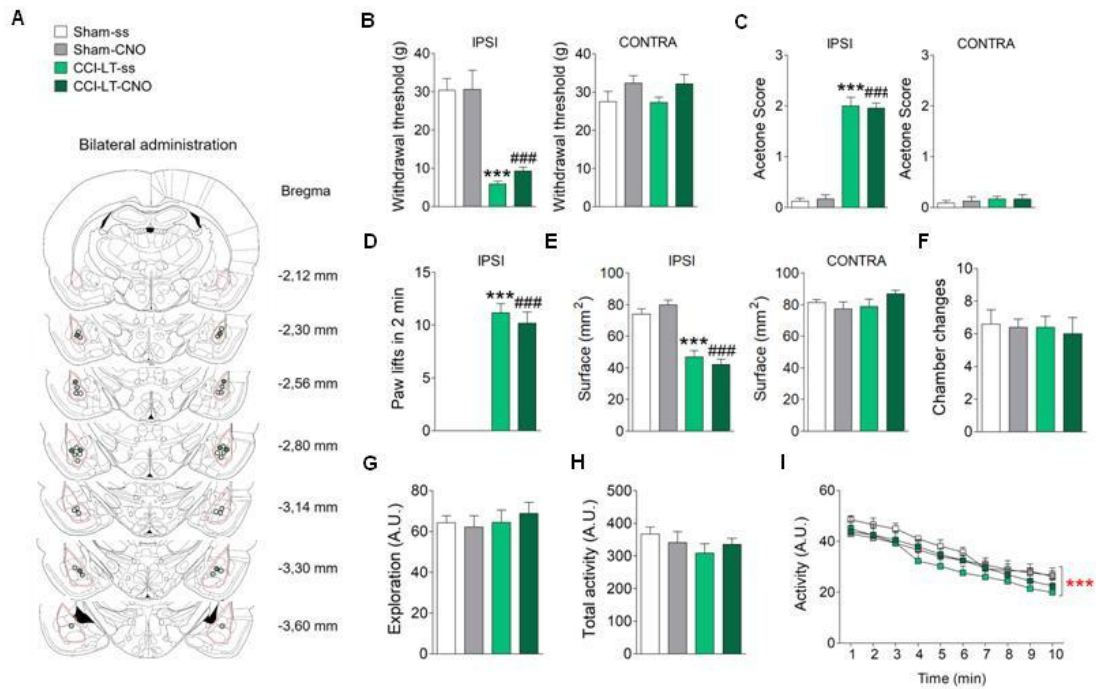 A
Sham-ss
Sham-CNO
CCI-LT-ss
CCI-LT-CNO
Bilateral administration
Bregma
-2,12 mm
-2,30 mm
-2,56 mm
-2,80 mm
-3,14 mm
-3,30 mm
-3,60 mm
B
IPSI
Withdrawal threshold (g)
40
30
20
10
0
***
###
CONTRA
Withdrawal threshold (g)
40
30
20
10
0
C
IPSI
Acetone Score
3
2
1
0
***
###
CONTRA
Acetone Score
3
2
1
0
D
IPSI
Paw lifts in 2 min
15
10
5
0
***
###
E
IPSI
Surface (mm²)
100
80
60
40
20
0
***
###
CONTRA
Surface (mm²)
100
80
60
40
20
0
F
Chamber changes
8
6
4
2
0
G
Exploration (A.U.)
80
60
40
20
0
H
Total activity (A.U.)
500
400
300
200
100
0
I
Activity (A.U.)
60
40
20
0
***
1 2 3 4 5 6 7 8 9 10
Time (min)